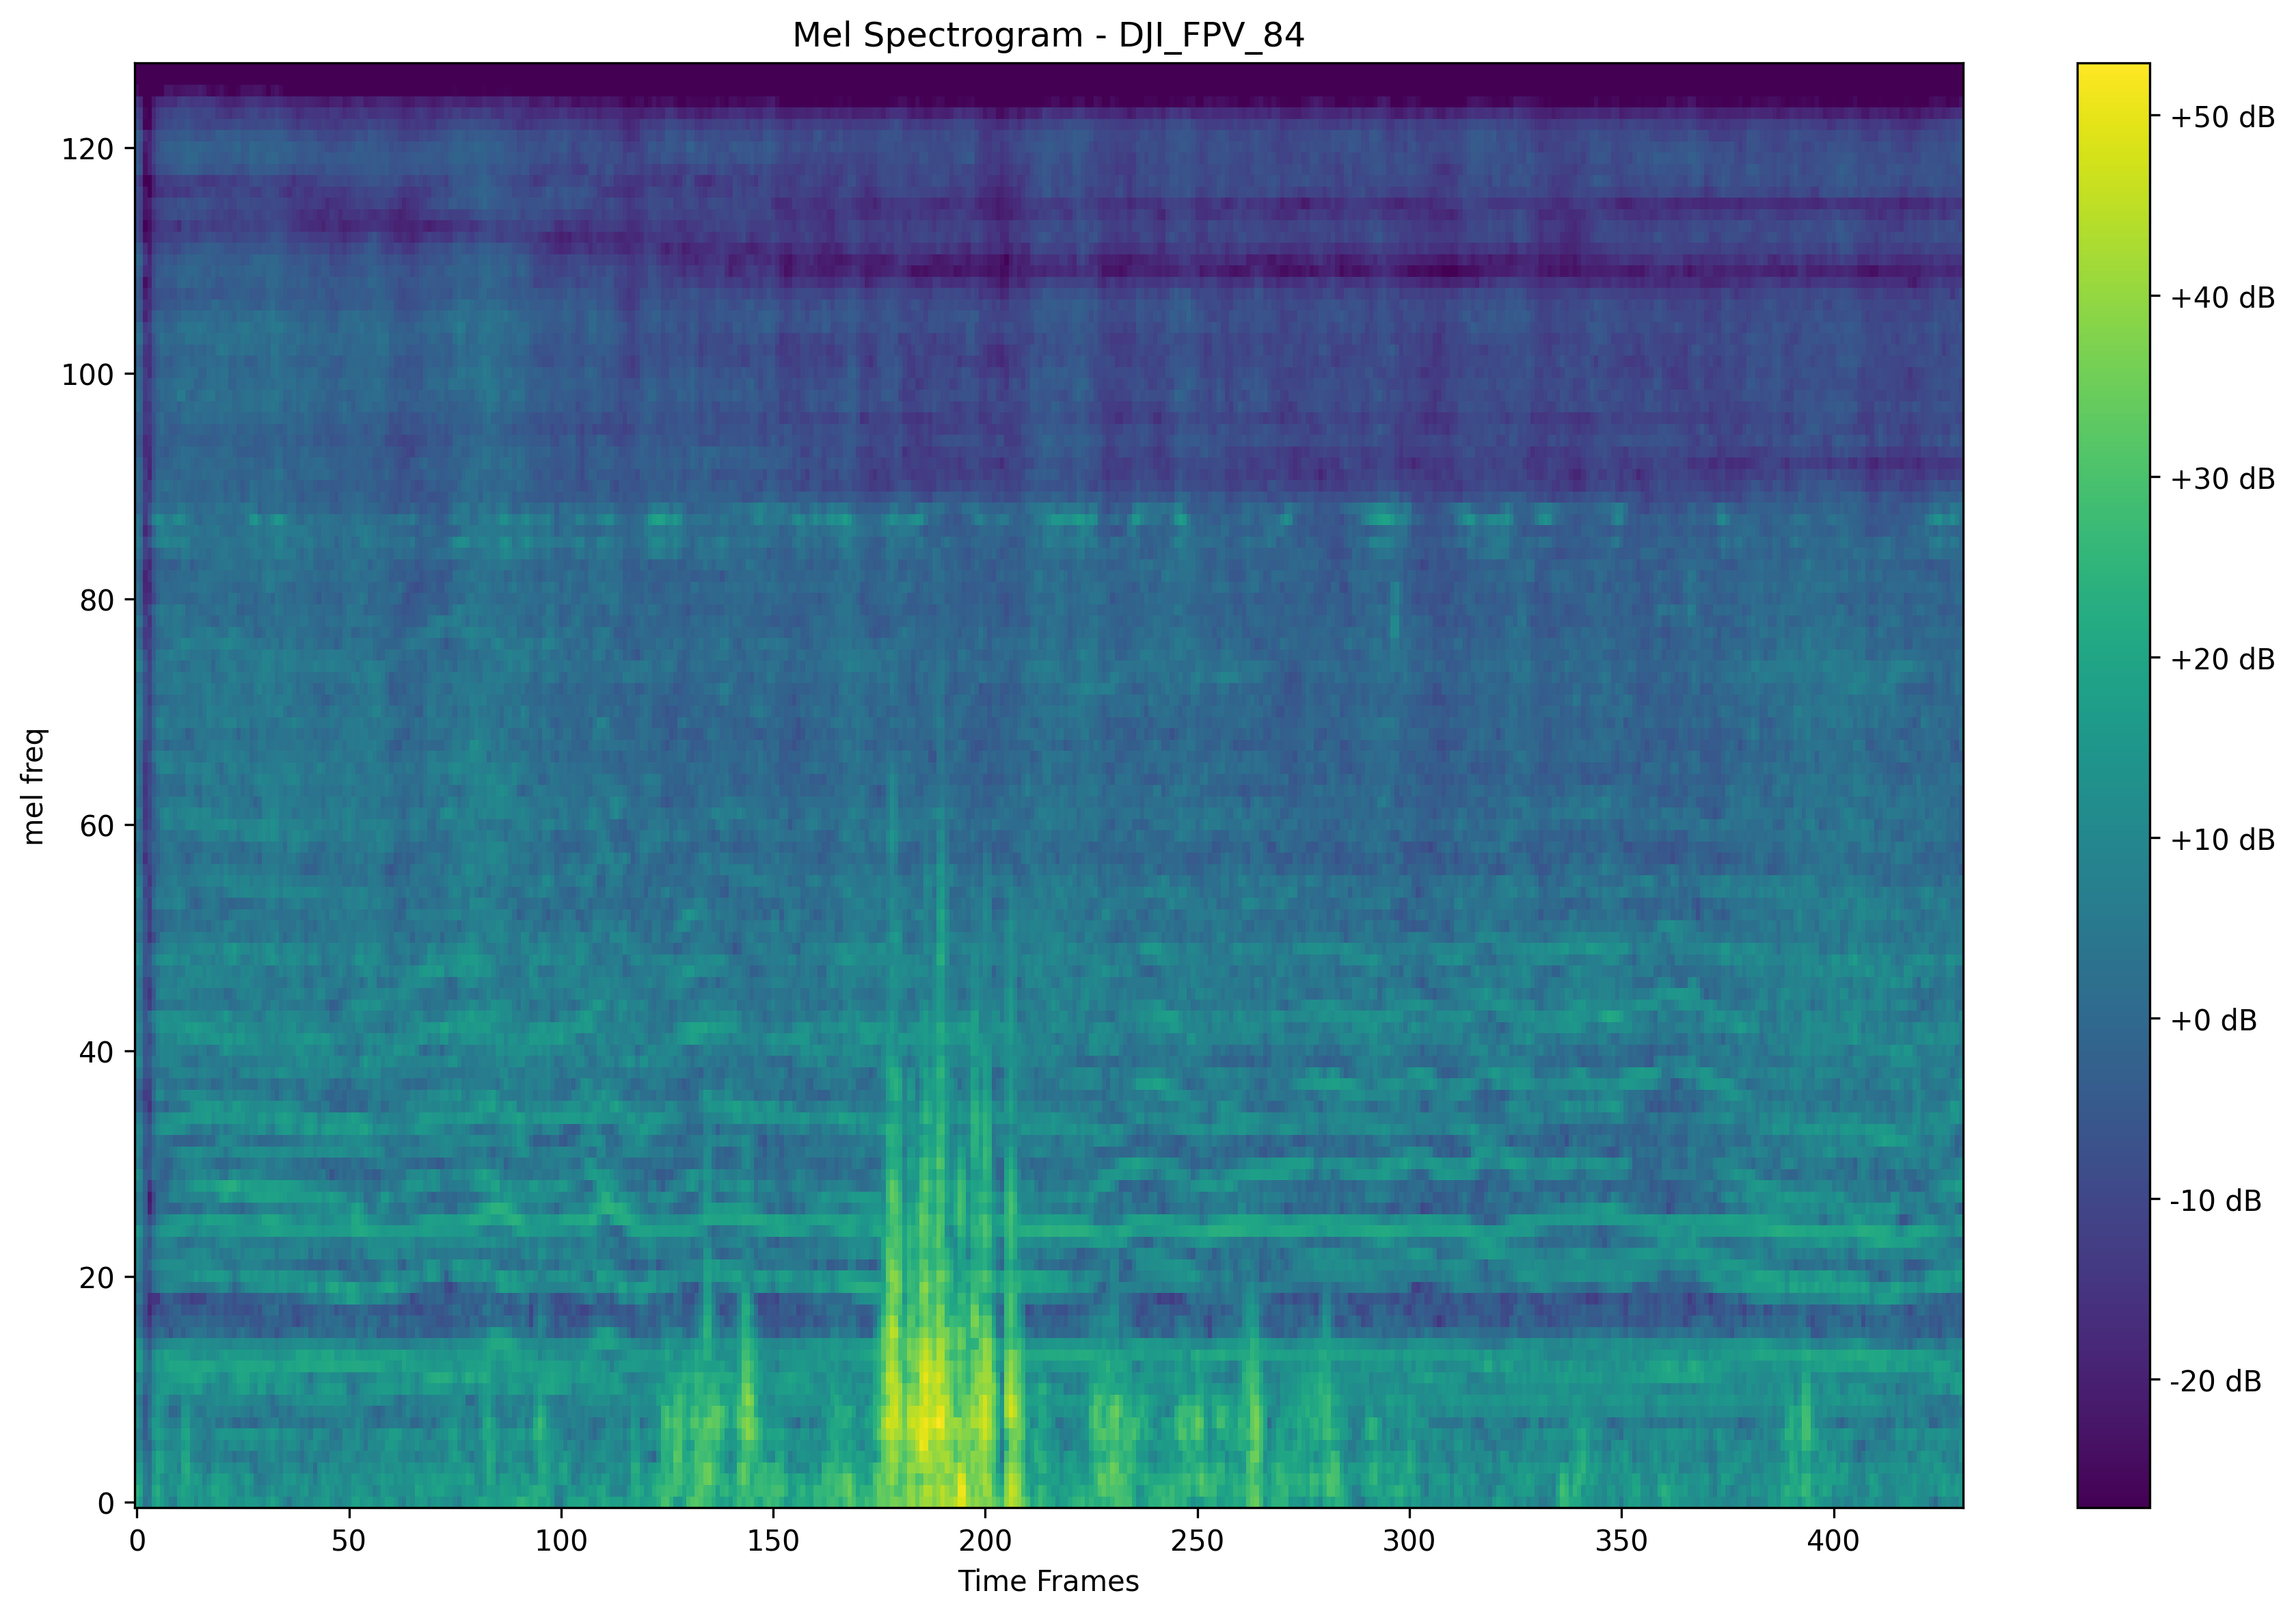 Mel Spectrogram - DJI_FPV_84
mel freq
120
100
80
60
40
20
0
0 50 100 150 200 250 300 350 400
Time Frames
+50 dB
+40 dB
+30 dB
+20 dB
+10 dB
+0 dB
-10 dB
-20 dB